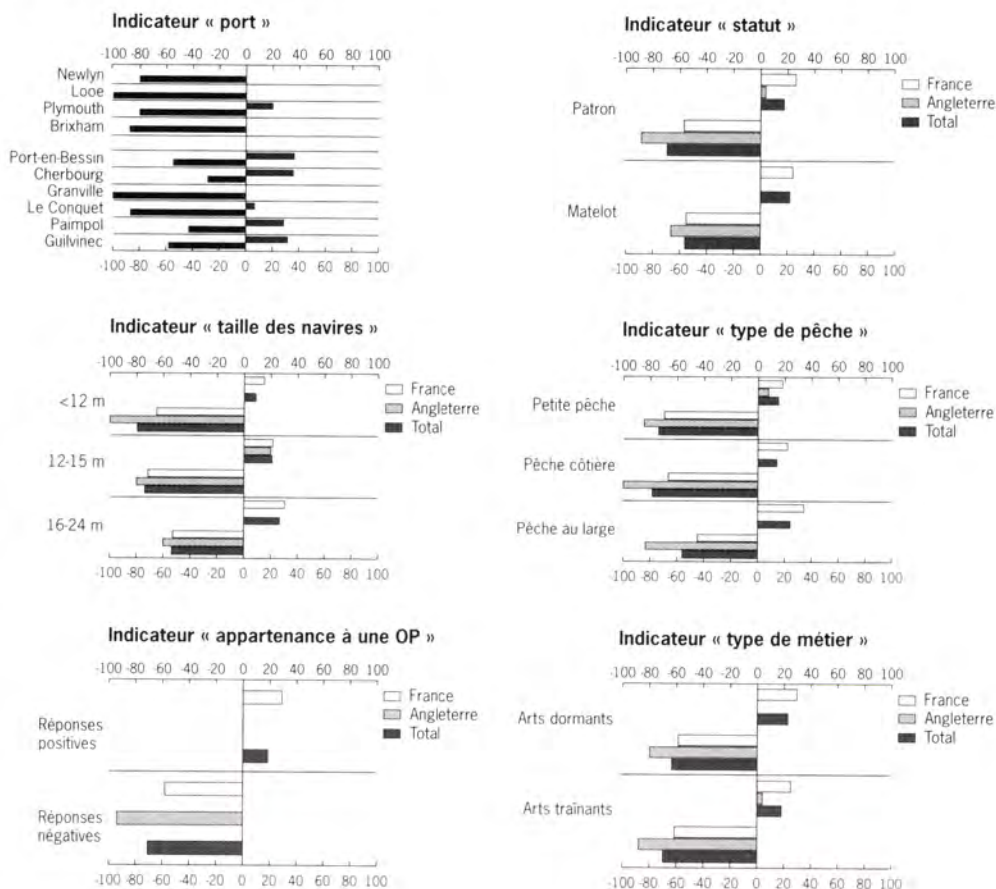 Indicateur « port »
-100 -80 -60 -40 -20 0 20 40 60 80 100
Newlyn
Looe
Plymouth
Brixham
Port-en-Bessin
Cherbourg
Granville
Le Conquet
Paimpol
Guilvinec
-100 -80 -60 -40 -20 0 20 40 60 80 100
Indicateur « statut »
-100 -80 -60 -40 -20 0 20 40 60 80 100
France
Angleterre
Total
Patron
Matelot
-100 -80 -60 -40 -20 0 20 40 60 80 100
Indicateur « taille des navires »
-100 -80 -60 -40 -20 0 20 40 60 80 100
France
Angleterre
Total
<12 m
12-15 m
16-24 m
-100 -80 -60 -40 -20 0 20 40 60 80 100
Indicateur « type de pêche »
-100 -80 -60 -40 -20 0 20 40 60 80 100
France
Angleterre
Total
Petite pêche
Pêche côtière
Pêche au large
-100 -80 -60 -40 -20 0 20 40 60 80 100
Indicateur « appartenance à une OP »
-100 -80 -60 -40 -20 0 20 40 60 80 100
France
Angleterre
Total
Réponses
positives
Réponses
négatives
-100 -80 -60 -40 -20 0 20 40 60 80 100
Indicateur « type de métier »
-100 -80 -60 -40 -20 0 20 40 60 80 100
France
Angleterre
Total
Arts dormants
Arts traînants
-100 -80 -60 -40 -20 0 20 40 60 80 100